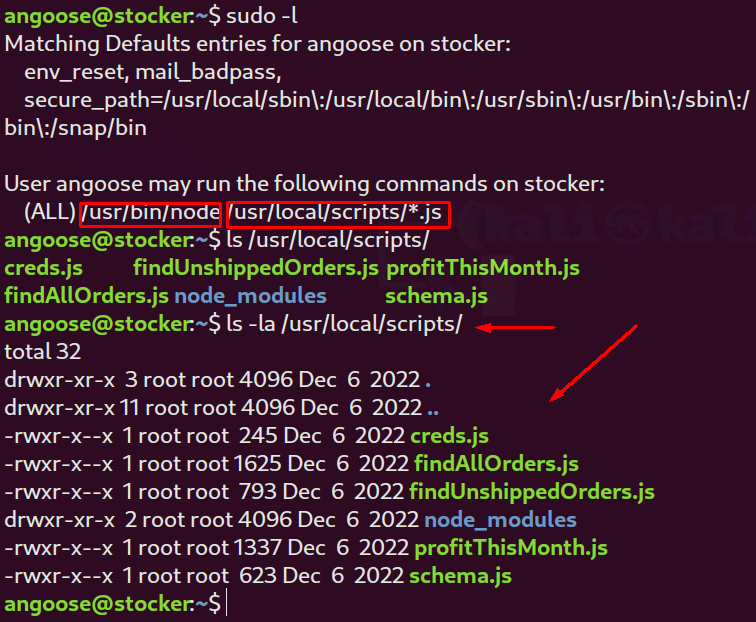 angoose@stocker:~$ sudo -l
Matching Defaults entries for angoose on stocker:
    env_reset, mail_badpass,
    secure_path=/usr/local/sbin\:/usr/local/bin\:/usr/sbin\:/usr/bin\:/sbin\:/
bin\:/snap/bin

User angoose may run the following commands on stocker:
    (ALL) /usr/bin/node /usr/local/scripts/*.js
angoose@stocker:~$ ls /usr/local/scripts/
creds.js        findUnshippedOrders.js  profitThisMonth.js
findAllOrders.js  node_modules          schema.js
angoose@stocker:~$ ls -la /usr/local/scripts/
total 32
drwxr-xr-x  3 root root 4096 Dec  6  2022 .
drwxr-xr-x 11 root root 4096 Dec  6  2022 ..
-rwxr-x--x  1 root root  245 Dec  6  2022 creds.js
-rwxr-x--x  1 root root 1625 Dec  6  2022 findAllOrders.js
-rwxr-x--x  1 root root  793 Dec  6  2022 findUnshippedOrders.js
drwxr-xr-x  2 root root 4096 Dec  6  2022 node_modules
-rwxr-x--x  1 root root 1337 Dec  6  2022 profitThisMonth.js
-rwxr-x--x  1 root root  623 Dec  6  2022 schema.js
angoose@stocker:~$